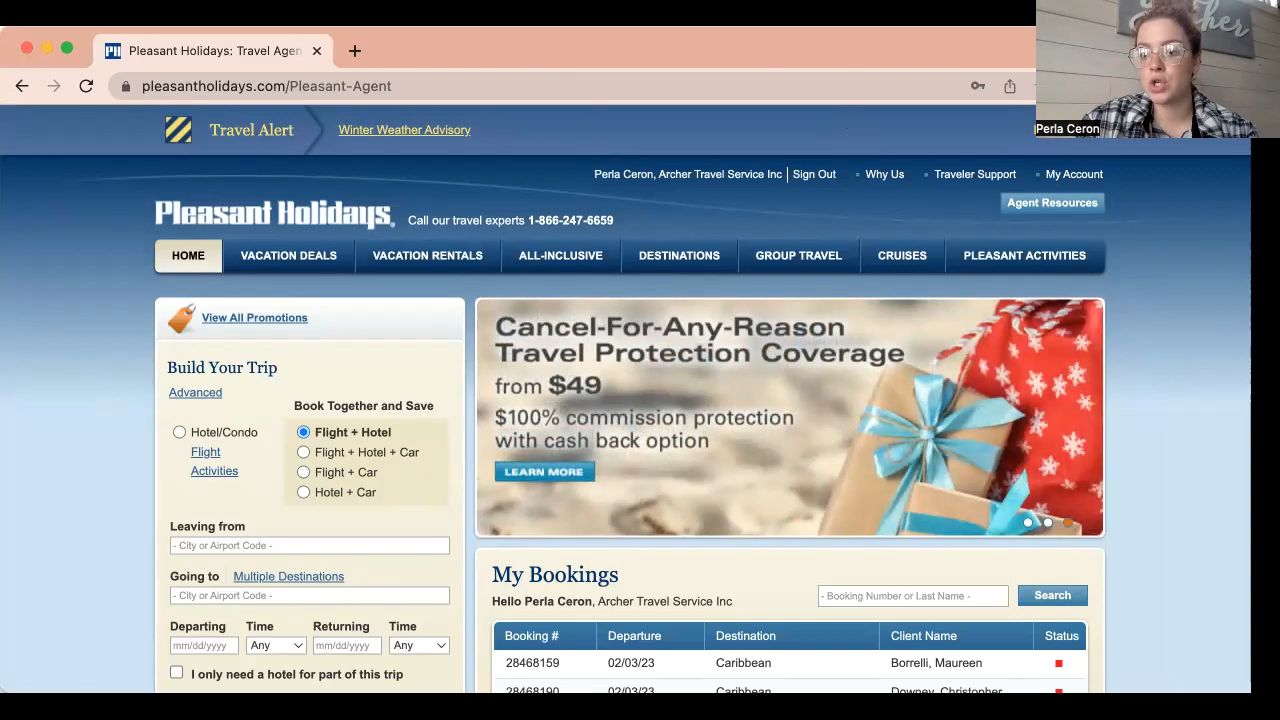 Pleasant Holidays: Travel Agen
pleasantholidays.com/Pleasant-Agent
Perla Ceron
Travel Alert
Winter Weather Advisory
Perla Ceron, Archer Travel Service Inc | Sign Out
Why Us
Traveler Support
My Account
Pleasant Holidays.
Call our travel experts 1-866-247-6659
Agent Resources
HOME
VACATION DEALS
VACATION RENTALS
ALL-INCLUSIVE
DESTINATIONS
GROUP TRAVEL
CRUISES
PLEASANT ACTIVITIES
View All Promotions
Build Your Trip
Advanced
Book Together and Save
Hotel/Condo
Flight
Activities
Flight + Hotel
Flight + Hotel + Car
Flight + Car
Hotel + Car
Leaving from
- City or Airport Code -
Going to
Multiple Destinations
- City or Airport Code -
Departing Time Returning Time
mm/dd/yyyy Any mm/dd/yyyy Any
I only need a hotel for part of this trip
Cancel-For-Any-Reason
Travel Protection Coverage
from $49
$100% commission protection
with cash back option
LEARN MORE
My Bookings
Hello Perla Ceron, Archer Travel Service Inc
- Booking Number or Last Name -
Search
Booking # Departure Destination Client Name Status
28468159 02/03/23 Caribbean Borrelli, Maureen
28468190 02/03/23 Caribbean Downey, Christopher